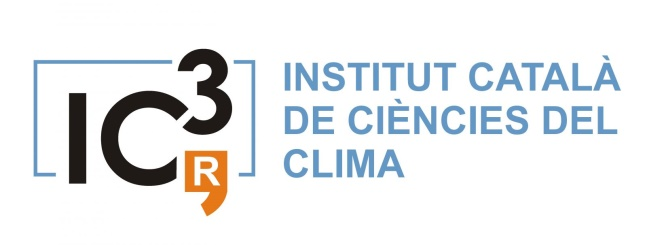 IC3
R
INSTITUT CATALÀ
DE CIÈNCIES DEL
CLIMA